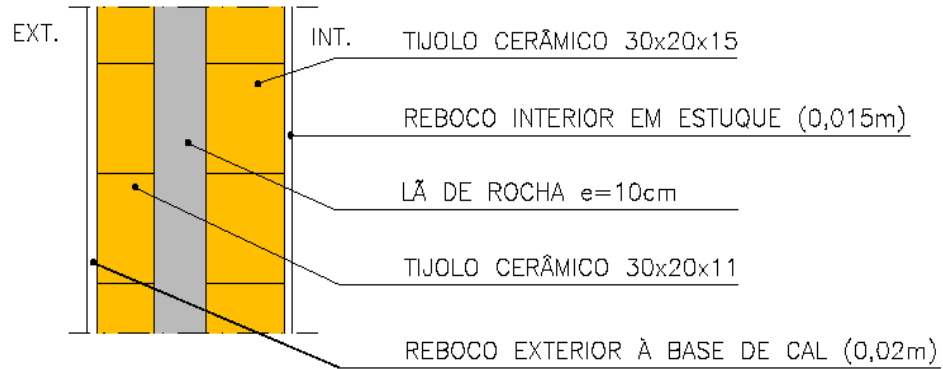 EXT.
INT.
TIJOLO CERÂMICO 30x20x15
REBOCO INTERIOR EM ESTUQUE (0,015m)
LÃ DE ROCHA e=10cm
TIJOLO CERÂMICO 30x20x11
REBOCO EXTERIOR À BASE DE CAL (0,02m)